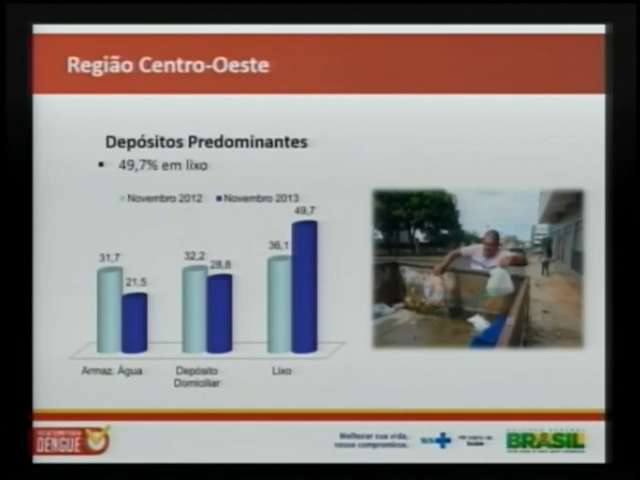 Região Centro-Oeste
Depósitos Predominantes
▪ 49,7% em lixo
Novembro 2012 Novembro 2013
31,7
21,5
32,2
28,8
36,1
49,7
Armaz. Água
Depósito
Domiciliar
Lixo
DENGUE
Melhorar sua vida,
nosso compromisso.
SUS
Ministério da
Saúde
GOVERNO FEDERAL
BRASIL